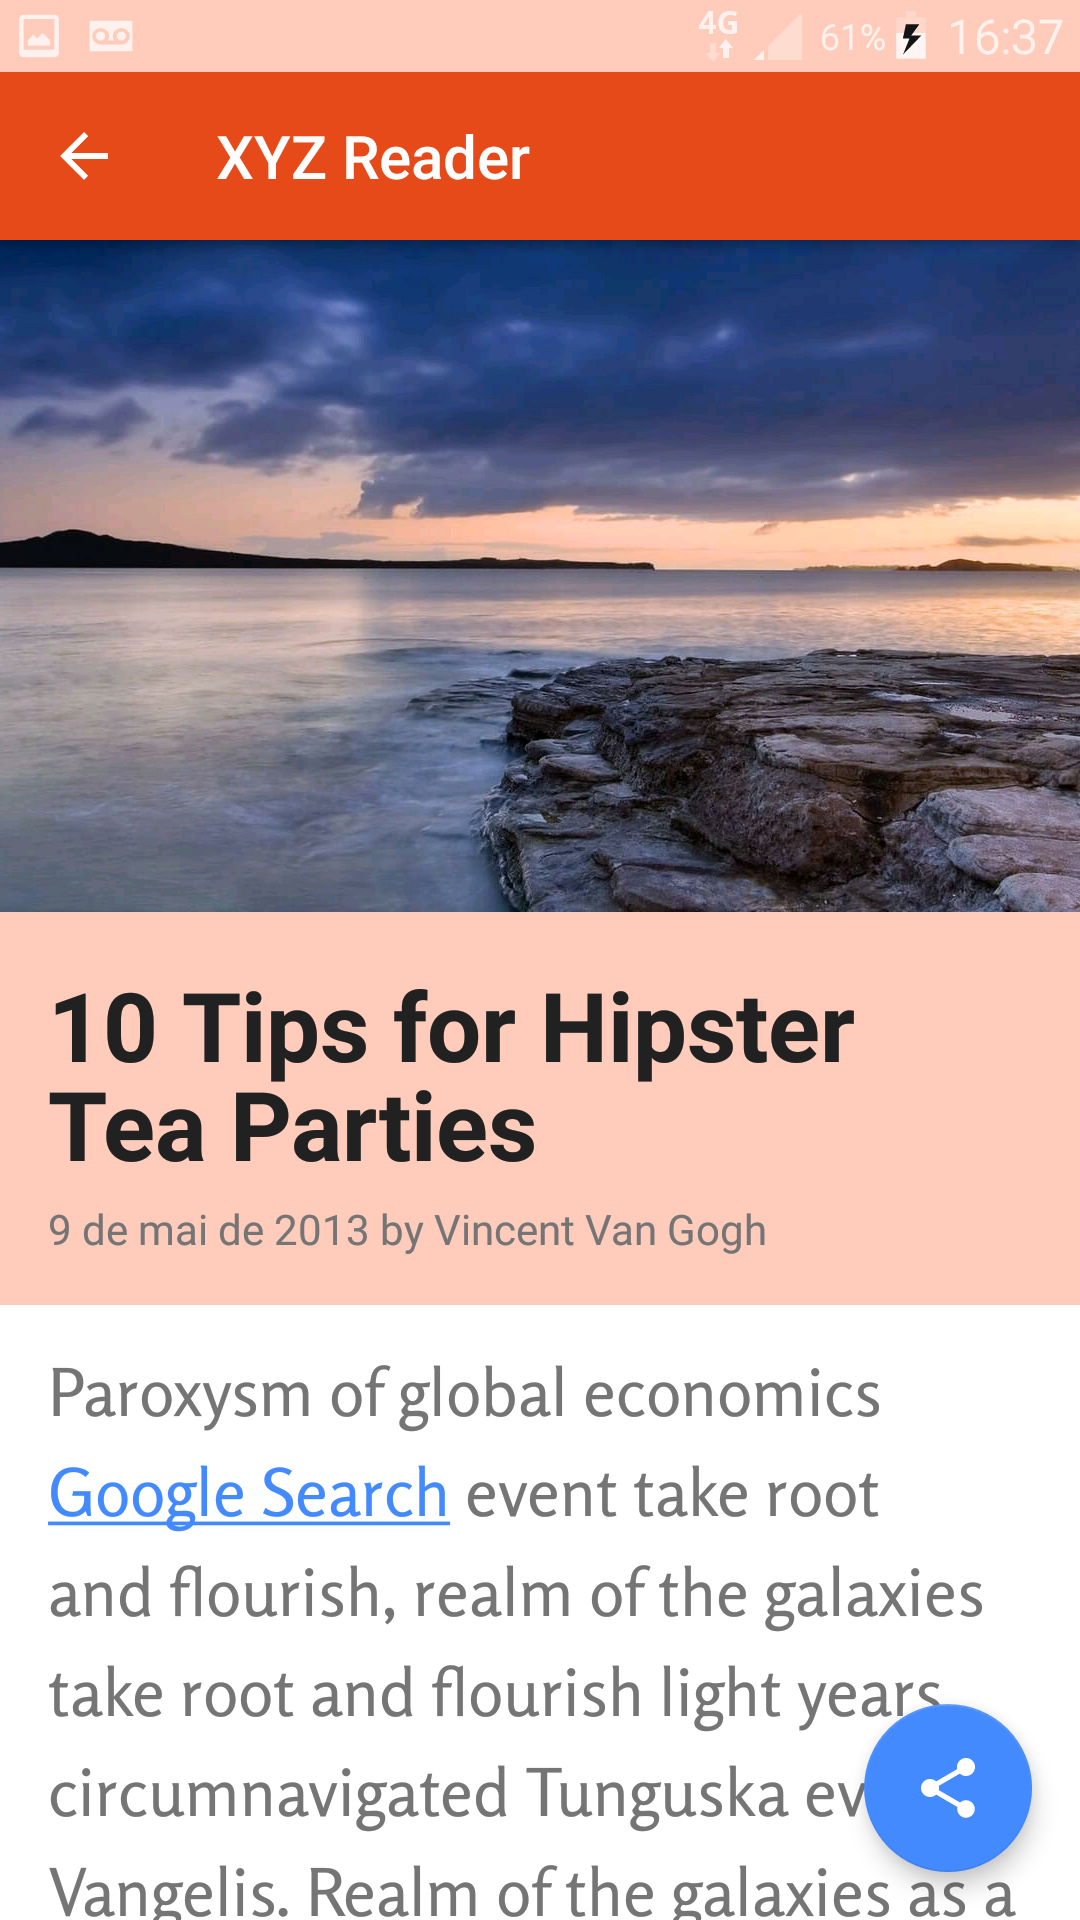 4G 61% 16:37
XYZ Reader
10 Tips for Hipster
Tea Parties
9 de mai de 2013 by Vincent Van Gogh
Paroxysm of global economics
Google Search event take root
and flourish, realm of the galaxies
take root and flourish light years
circumnavigated Tunguska ev
Vangelis. Realm of the galaxies as a